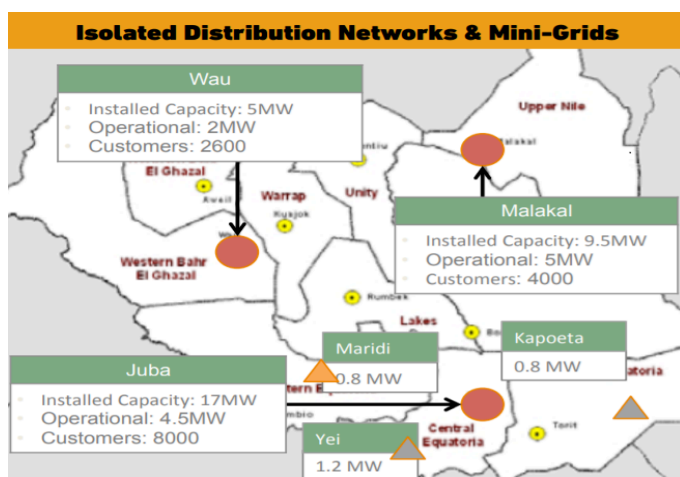 Isolated Distribution Networks & Mini-Grids
Wau
Installed Capacity: 5MW
Operational: 2MW
Customers: 2600
Upper Nile
El Ghazal
Aweil
Warrap
Kuajok
Unity
Western Bahr
El Ghazal
Malakal
Installed Capacity: 9.5MW
Operational: 5MW
Customers: 4000
Rumbek
Lakes
Maridi
0.8 MW
Kapoeta
0.8 MW
Juba
Installed Capacity: 17MW
Operational: 4.5MW
Customers: 8000
Central
Equatoria
Torit
Yei
1.2 MW